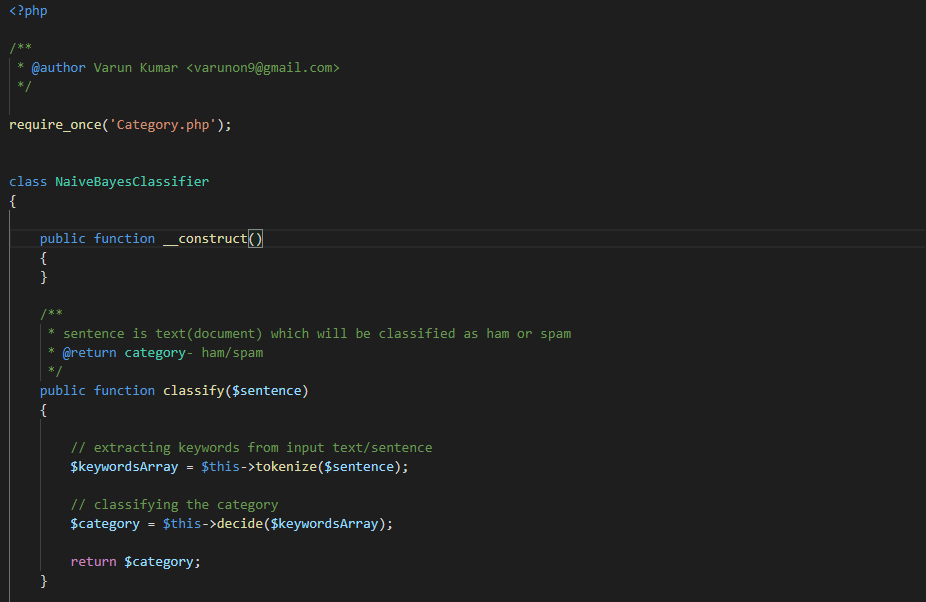 <?php
/**
 * @author Varun Kumar <varunon9@gmail.com>
 */
require_once('Category.php');
class NaiveBayesClassifier
{
    public function __construct()
    {
    }
    /**
     * sentence is text(document) which will be classified as ham or spam
     * @return category- ham/spam
     */
    public function classify($sentence)
    {
        // extracting keywords from input text/sentence
        $keywordsArray = $this->tokenize($sentence);
        // classifying the category
        $category = $this->decide($keywordsArray);
        return $category;
    }